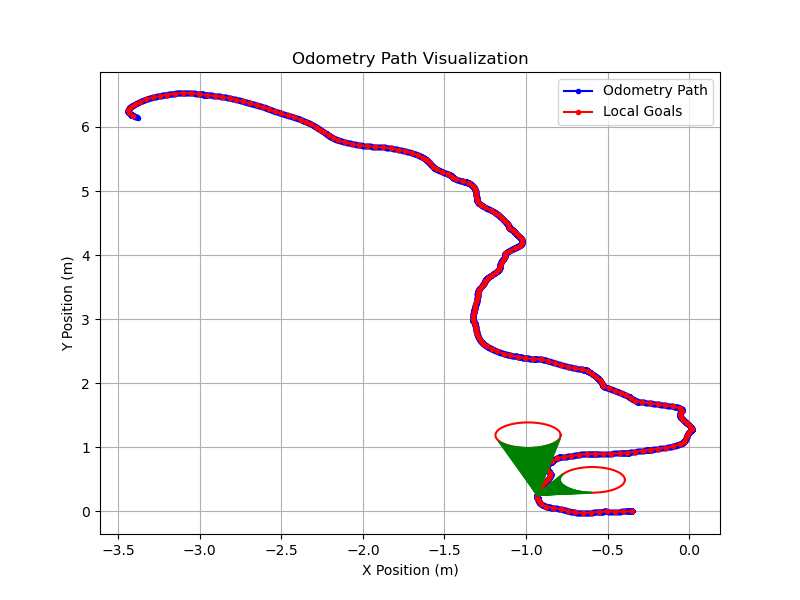 Odometry Path Visualization
Odometry Path
Local Goals
Y Position (m)
6
5
4
3
2
1
0
−3.5 −3.0 −2.5 −2.0 −1.5 −1.0 −0.5 0.0
X Position (m)